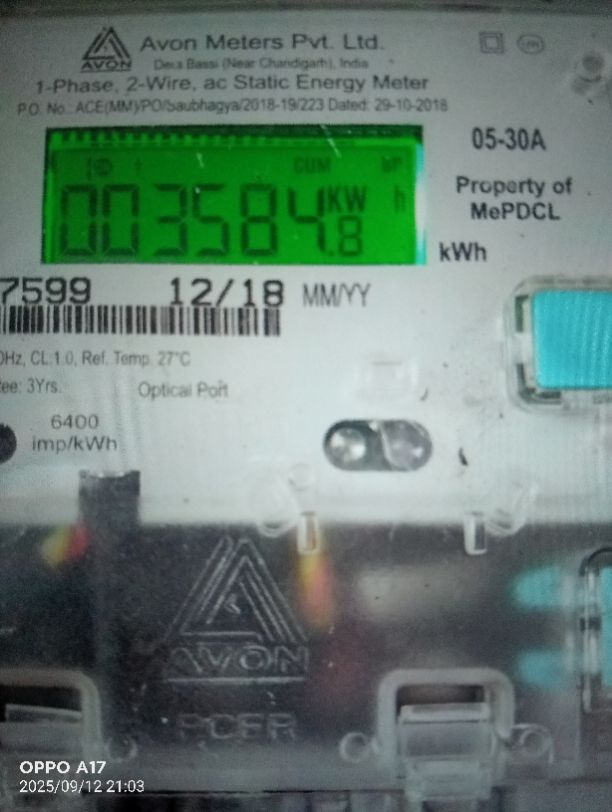 Avon Meters Pvt. Ltd.
AVON
Dera Bassi (Near Chandigarh), India
1-Phase, 2-Wire, ac Static Energy Meter
P.O. No.: ACE(MM)/PO/Saubhagya/2018-19/223 Dated: 29-10-2018
05-30A
CUM
003584.8 KWh
Property of
MePDCL
kWh
7599 12/18 MM/YY
0Hz, CL:1.0, Ref. Temp. 27°C
ee: 3Yrs. Optical Port
6400
imp/kWh
AVON
OPPO A17
2025/09/12 21:03